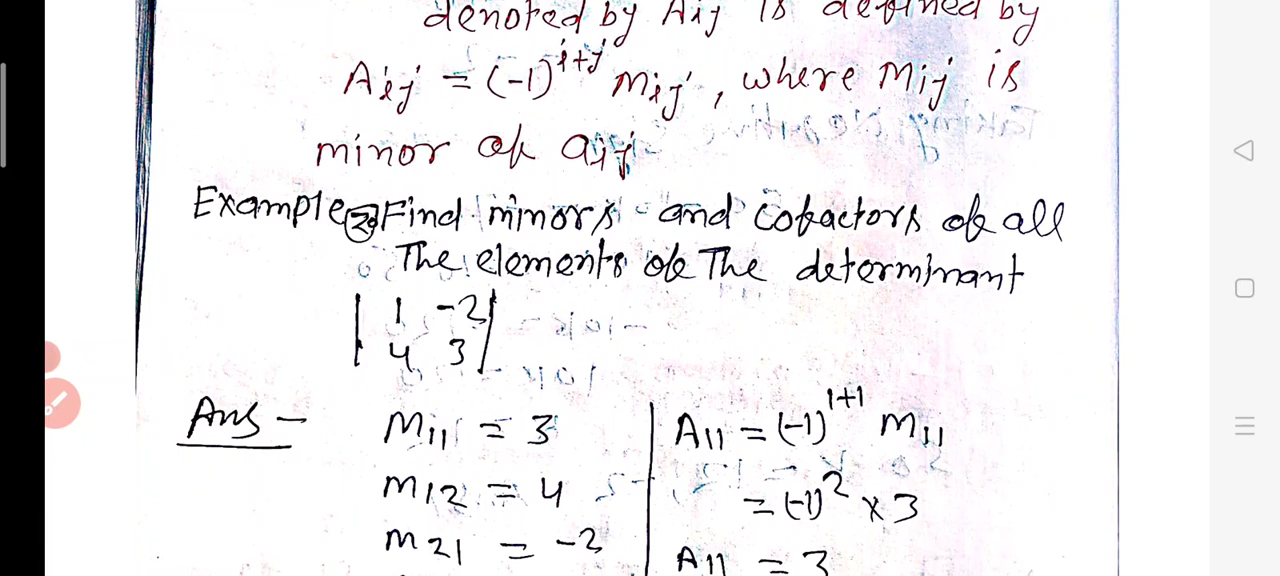 denoted by Aij is defined by
Aij = (-1)^i+j Mij, where Mij is
minor of aij
Example 29 Find minors and cofactors of all
The elements of The determinant
| 1 -2 |
| 4 3 |
Ans - M11 = 3 | A11 = (-1)^1+1 M11
M12 = 4 | = (-1)^2 x 3
M21 = -2 | A11 = 3